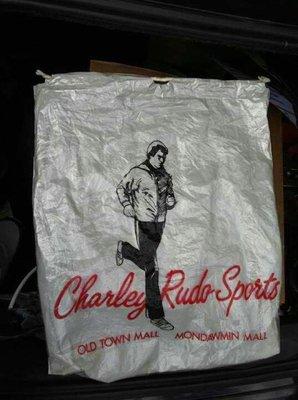 Charley Rudo Sports
OLD TOWN MALL MONDAWMIN MALL